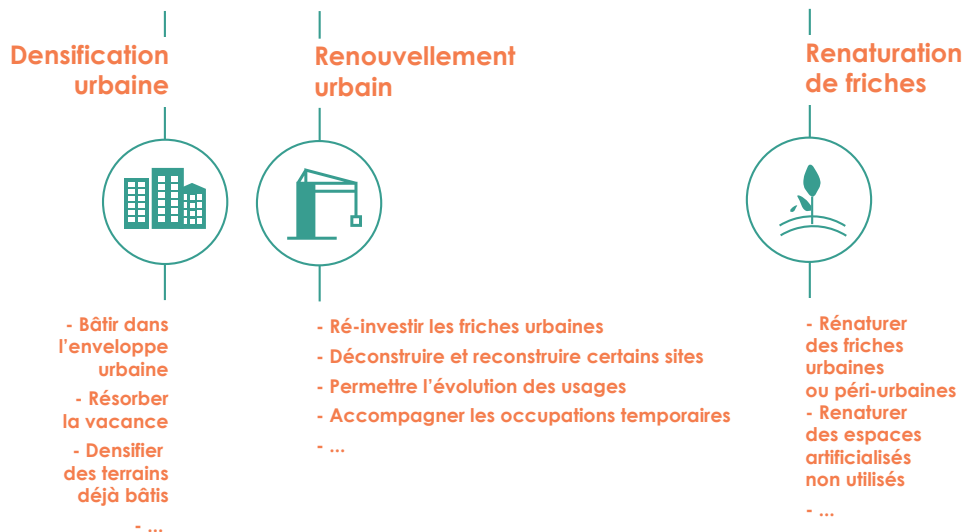 Densification
urbaine
- Bâtir dans
l'enveloppe
urbaine
- Résorber
la vacance
- Densifier
des terrains
déjà bâtis
- ...
Renouvellement
urbain
- Ré-investir les friches urbaines
- Déconstruire et reconstruire certains sites
- Permettre l'évolution des usages
- Accompagner les occupations temporaires
- ...
Renaturation
de friches
- Rénaturer
des friches
urbaines
ou péri-urbaines
- Renaturer
des espaces
artificialisés
non utilisés
- ...